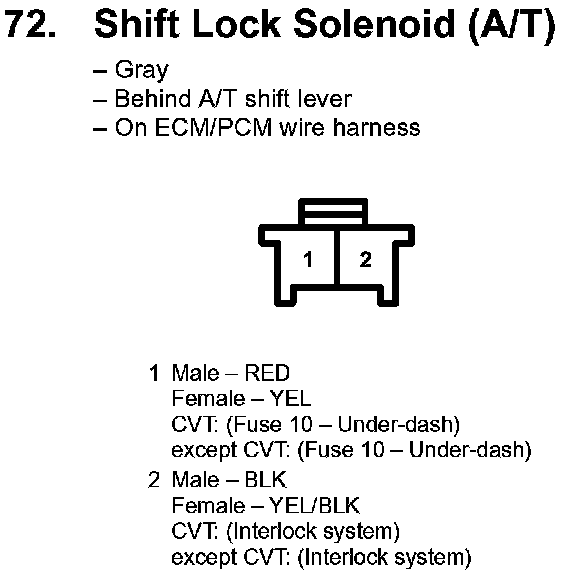 72. Shift Lock Solenoid (A/T)
– Gray
– Behind A/T shift lever
– On ECM/PCM wire harness
1 2
1 Male – RED
Female – YEL
CVT: (Fuse 10 – Under-dash)
except CVT: (Fuse 10 – Under-dash)
2 Male – BLK
Female – YEL/BLK
CVT: (Interlock system)
except CVT: (Interlock system)